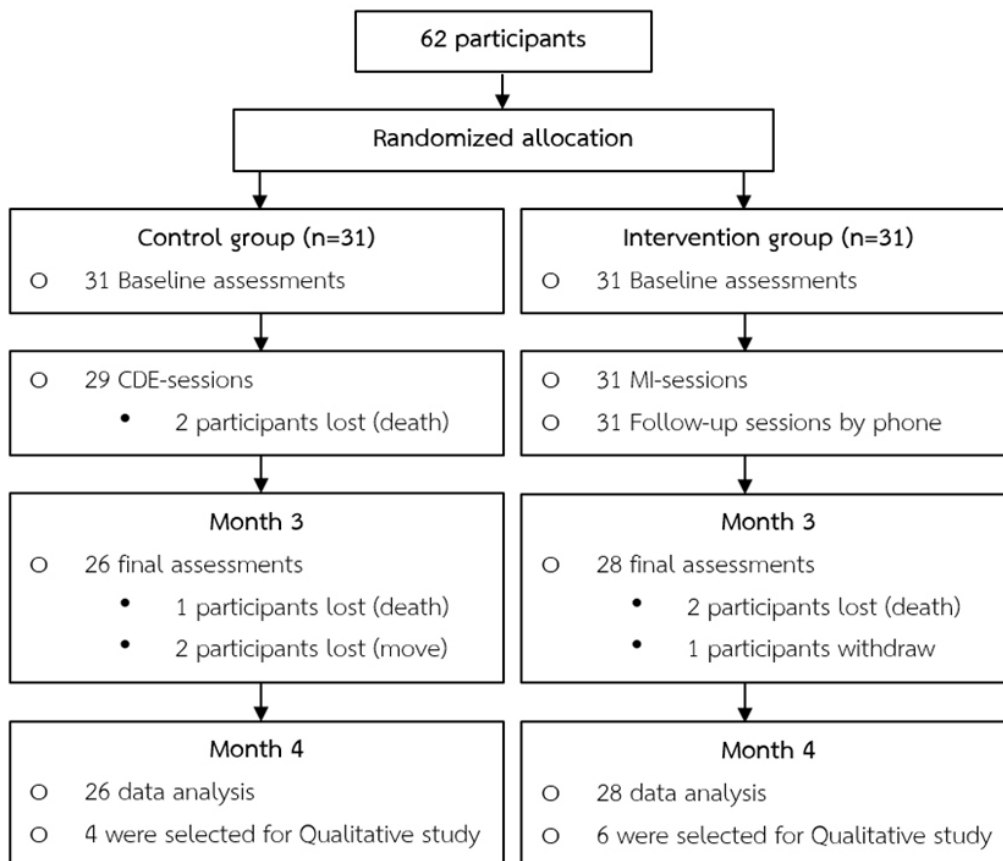 62 participants
Randomized allocation
Control group (n=31)
O 31 Baseline assessments
Intervention group (n=31)
O 31 Baseline assessments
O 29 CDE-sessions
• 2 participants lost (death)
O 31 MI-sessions
O 31 Follow-up sessions by phone
Month 3
O 26 final assessments
• 1 participants lost (death)
• 2 participants lost (move)
Month 3
O 28 final assessments
• 2 participants lost (death)
• 1 participants withdraw
Month 4
O 26 data analysis
O 4 were selected for Qualitative study
Month 4
O 28 data analysis
O 6 were selected for Qualitative study